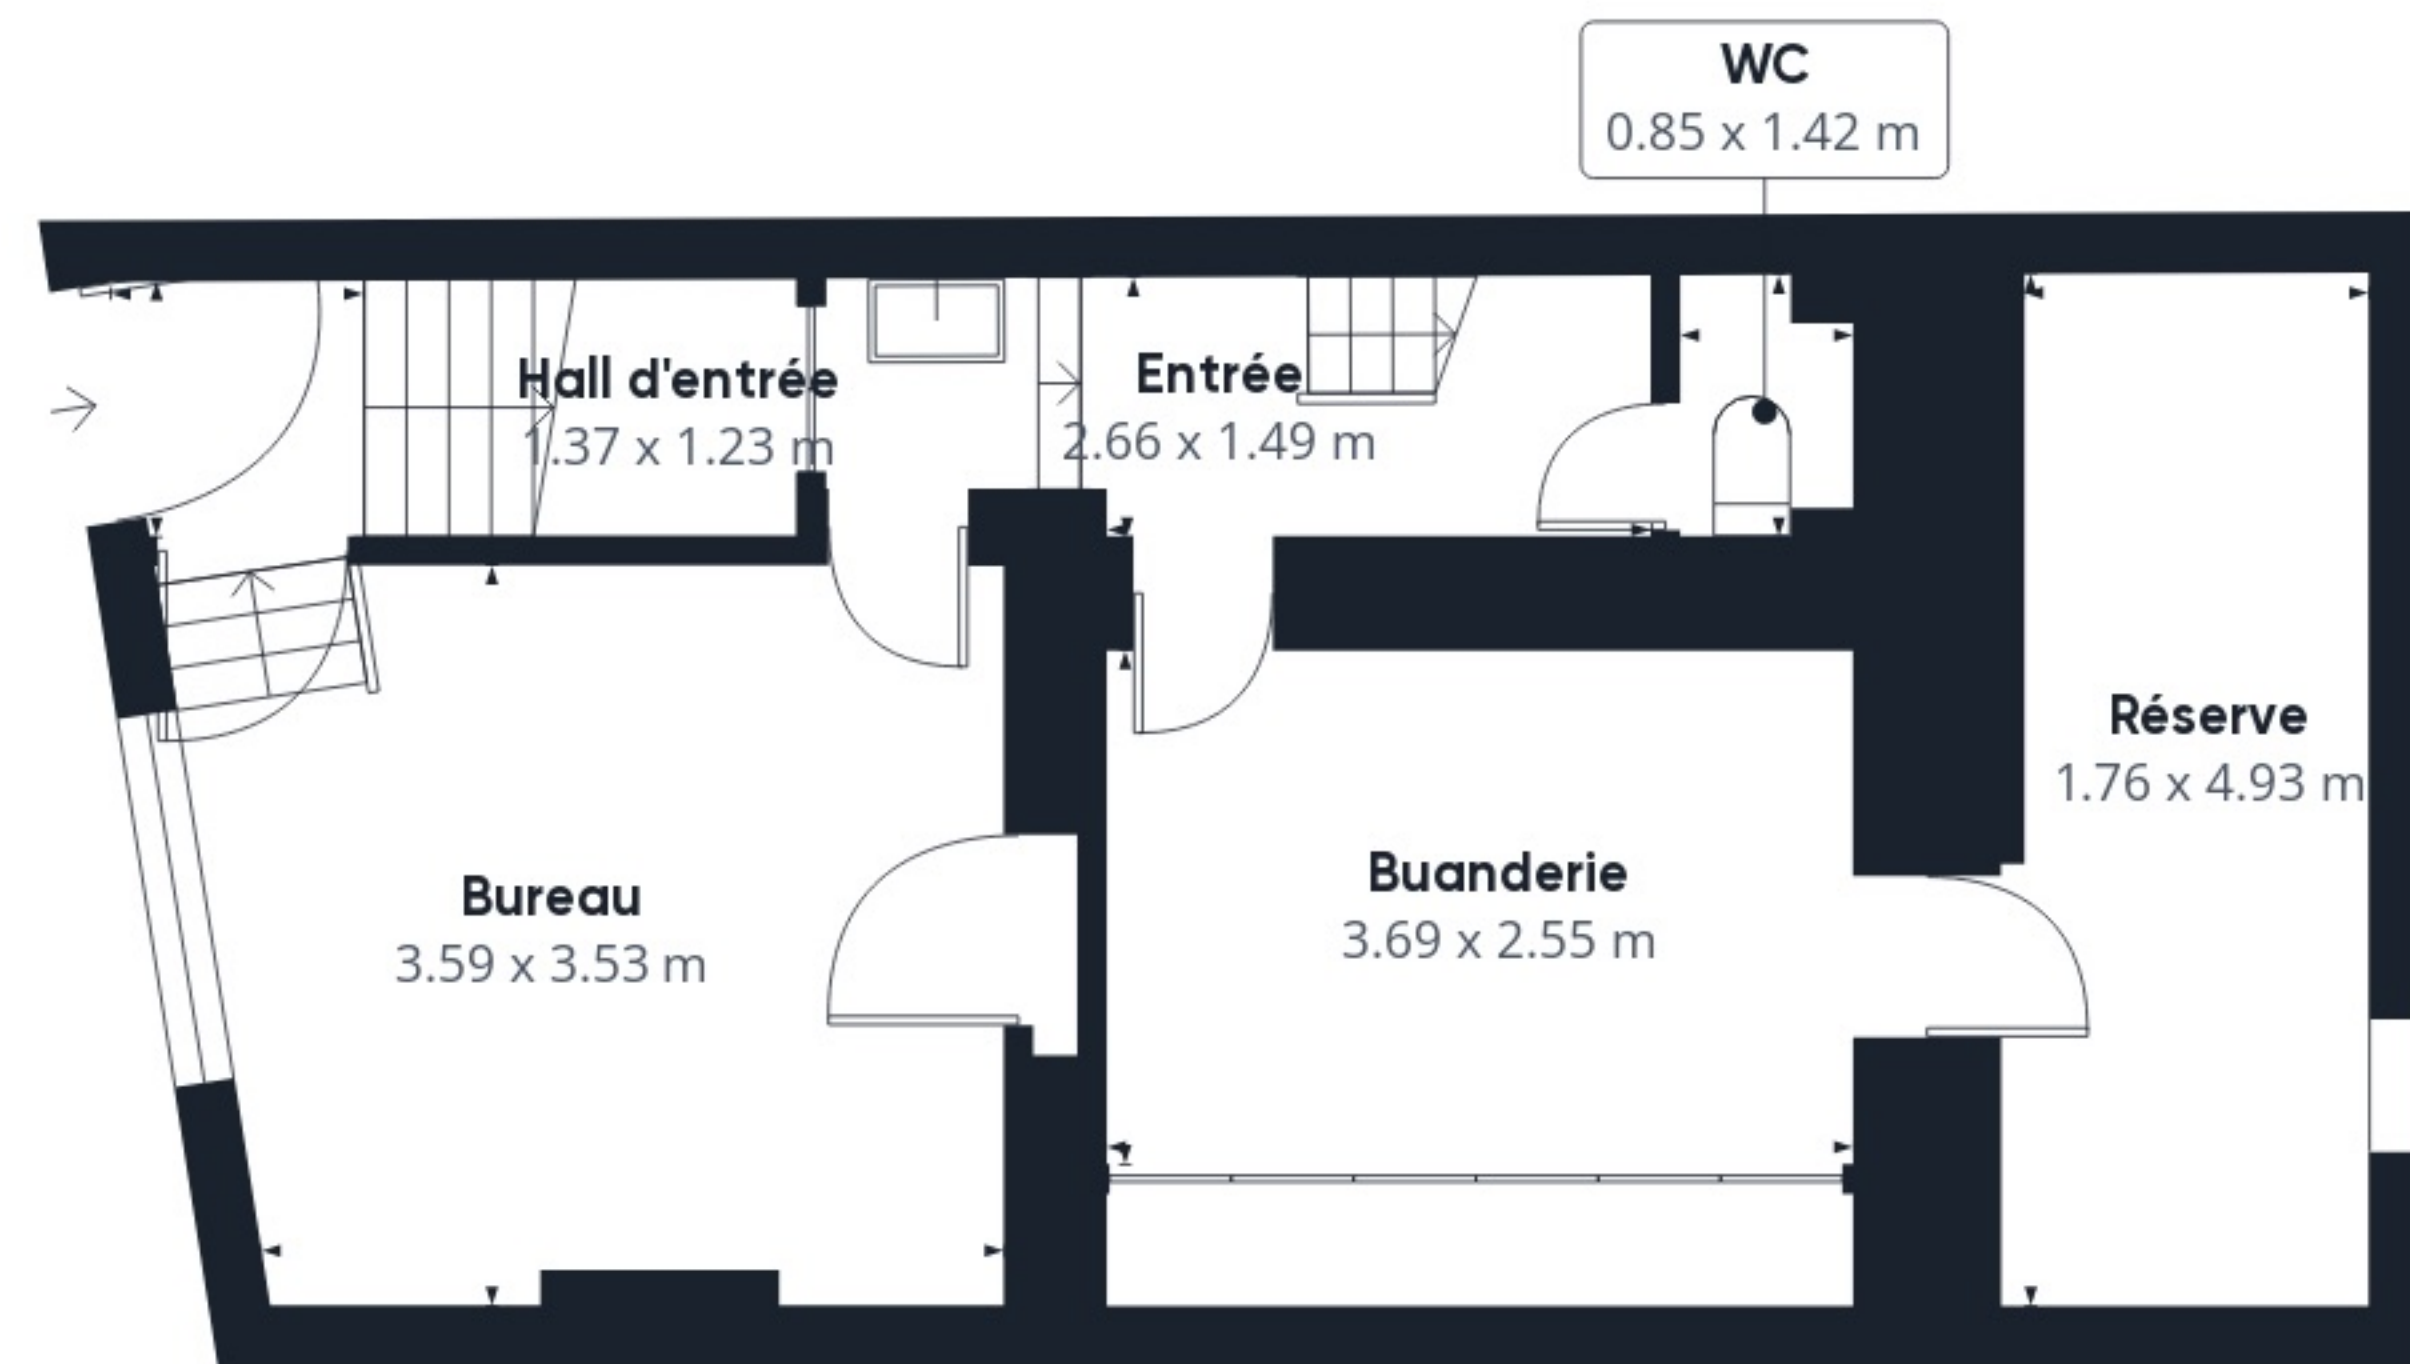 WC
0.85 x 1.42 m
Hall d'entrée
1.37 x 1.23 m
Entrée
2.66 x 1.49 m
Réserve
1.76 x 4.93 m
Buanderie
3.69 x 2.55 m
Bureau
3.59 x 3.53 m